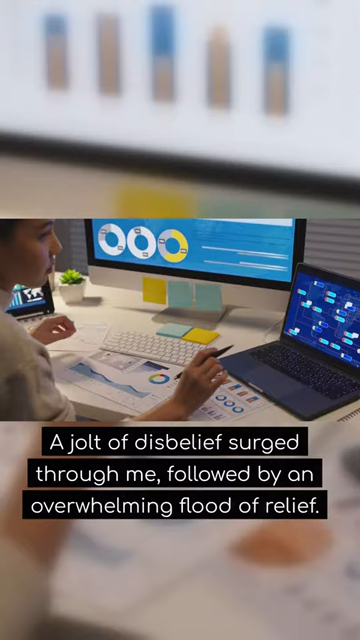 A jolt of disbelief surged
through me, followed by an
overwhelming flood of relief.